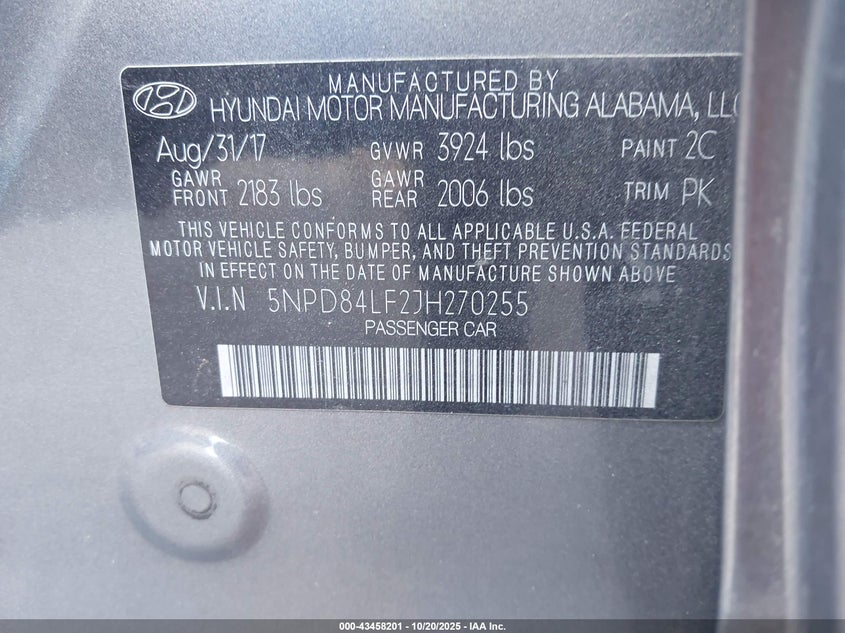 MANUFACTURED BY
HYUNDAI MOTOR MANUFACTURING ALABAMA, LLC
Aug/31/17 GVWR 3924 lbs PAINT 2C
GAWR FRONT 2183 lbs GAWR REAR 2006 lbs TRIM PK
THIS VEHICLE CONFORMS TO ALL APPLICABLE U.S.A. FEDERAL
MOTOR VEHICLE SAFETY, BUMPER, AND THEFT PREVENTION STANDARDS
IN EFFECT ON THE DATE OF MANUFACTURE SHOWN ABOVE
V.I.N 5NPD84LF2JH270255
PASSENGER CAR
000-43458201 - 10/20/2025 - IAA Inc.